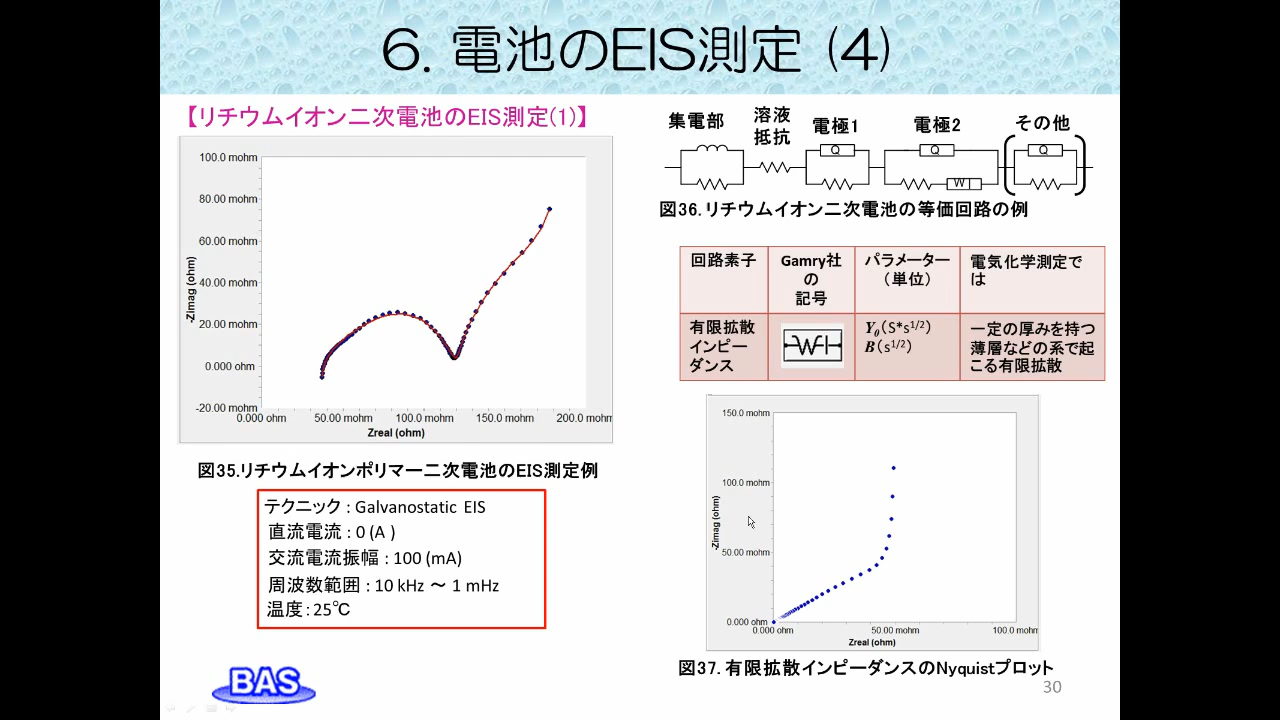 6. 電池のEIS測定 (4)
【リチウムイオン二次電池のEIS測定(1)】
100.0 mohm
80.00 mohm
60.00 mohm
40.00 mohm
20.00 mohm
0.000 ohm
-20.00 mohm
-Zimag (ohm)
0.000 ohm
50.00 mohm
100.0 mohm
150.0 mohm
200.0 mohm
Zreal (ohm)
図35.リチウムイオンポリマー二次電池のEIS測定例
テクニック : Galvanostatic EIS
直流電流 : 0 (A )
交流電流振幅 : 100 (mA)
周波数範囲 : 10 kHz ～ 1 mHz
温度 : 25℃
BAS
集電部
溶液
抵抗
電極1
電極2
その他
Q
Q
Q
W
図36. リチウムイオン二次電池の等価回路の例
回路素子
Gamry社
の
記号
パラメーター
（単位）
電気化学測定で
は
有限拡散
インピー
ダンス
W
Y0（S*s1/2）
B（s1/2）
一定の厚みを持つ
薄層などの系で起
こる有限拡散
150.0 mohm
100.0 mohm
50.00 mohm
0.000 ohm
-Zimag (ohm)
0.000 ohm
50.00 mohm
100.0 mohm
Zreal (ohm)
図37. 有限拡散インピーダンスのNyquistプロット
30